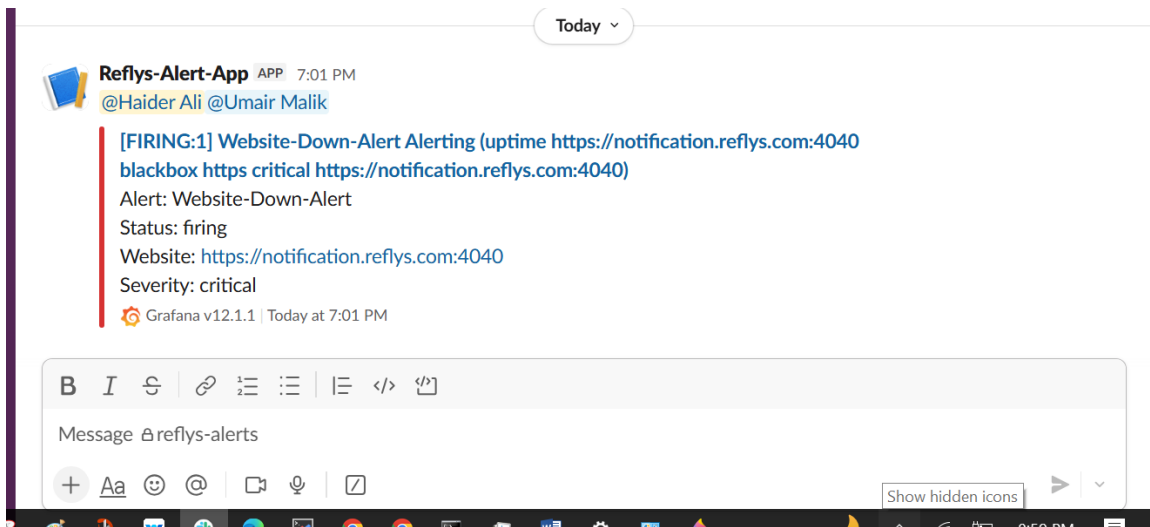 Today
Reflys-Alert-App APP 7:01 PM
@Haider Ali @Umair Malik
[FIRING:1] Website-Down-Alert Alerting (uptime https://notification.reflys.com:4040
blackbox https critical https://notification.reflys.com:4040)
Alert: Website-Down-Alert
Status: firing
Website: https://notification.reflys.com:4040
Severity: critical
Grafana v12.1.1 | Today at 7:01 PM
Message reflys-alerts
Aa
Show hidden icons